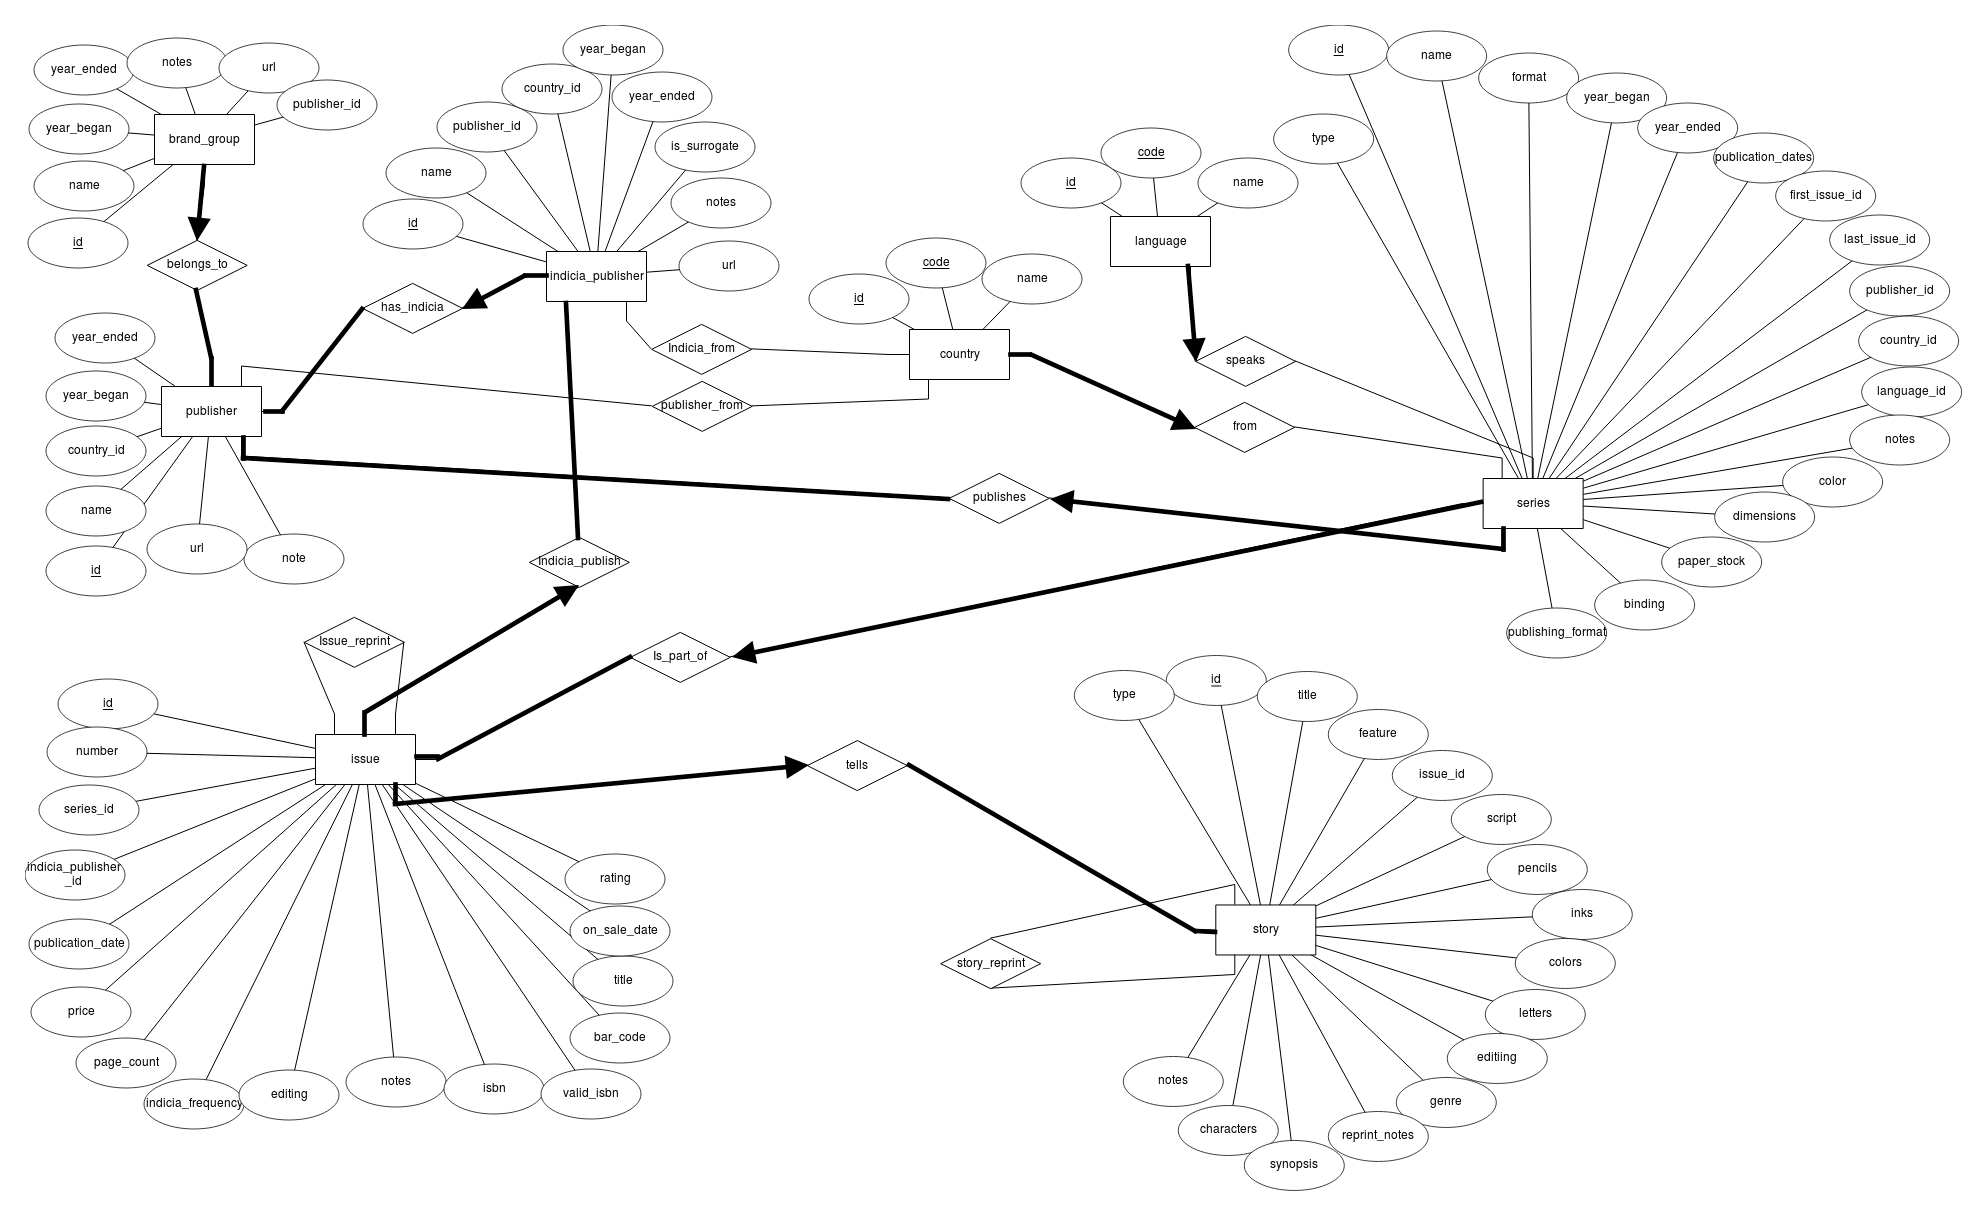 year_ended
notes
url
publisher_id
year_began
brand_group
name
id
belongs_to
year_began
country_id
year_ended
publisher_id
is_surrogate
name
notes
id
url
indicia_publisher
has_indicia
Indicia_from
publisher_from
code
id
name
country
code
id
name
language
speaks
from
id
name
format
year_began
year_ended
type
publication_dates
first_issue_id
last_issue_id
publisher_id
country_id
language_id
notes
color
dimensions
paper_stock
binding
publishing_format
series
year_ended
year_began
publisher
country_id
name
id
url
note
publishes
Indicia_publish
Issue_reprint
Is_part_of
id
number
issue
series_id
indicia_publisher
_id
publication_date
price
page_count
indicia_frequency
editing
notes
isbn
valid_isbn
bar_code
title
on_sale_date
rating
tells
type
id
title
feature
issue_id
script
pencils
inks
colors
letters
editiing
genre
reprint_notes
synopsis
characters
notes
story
story_reprint